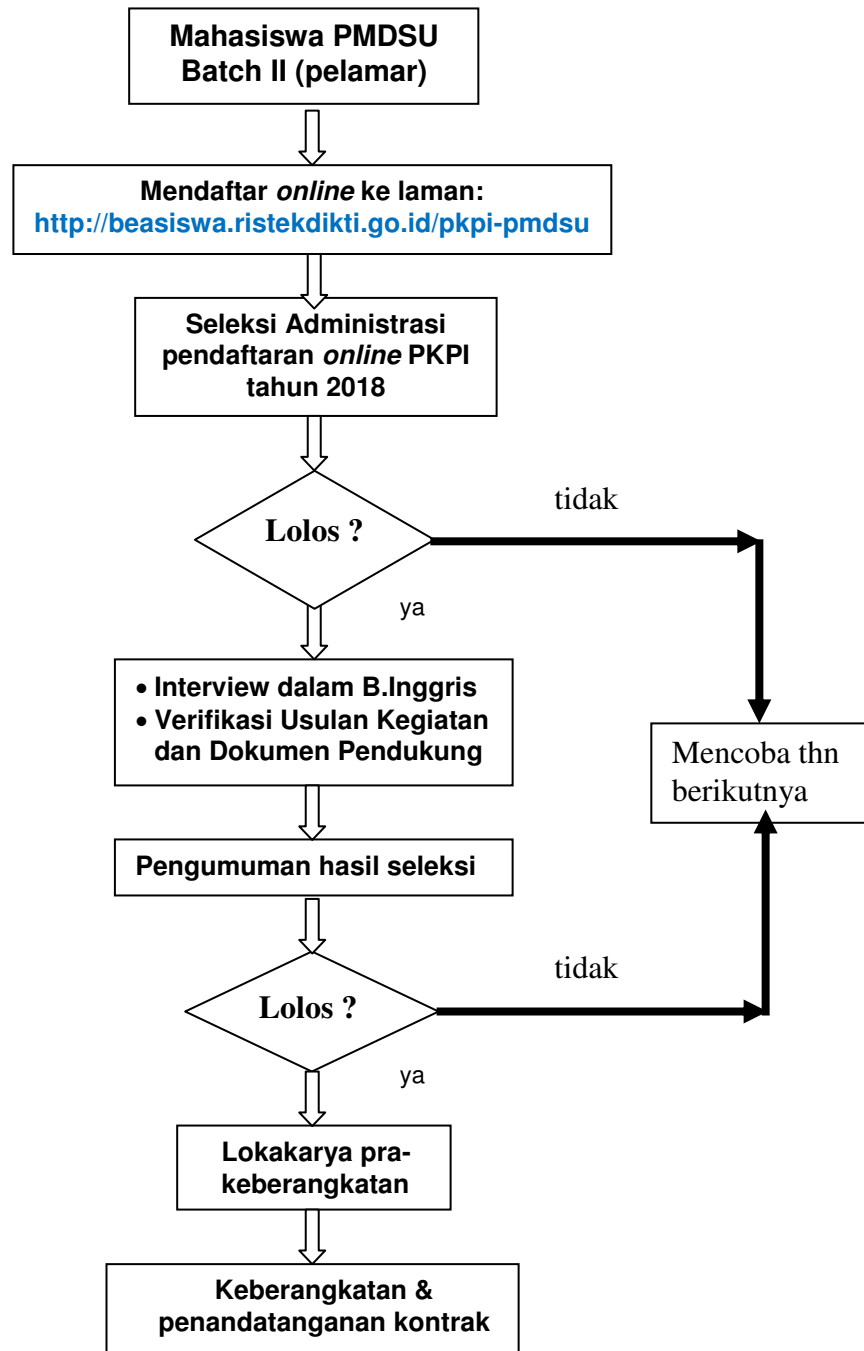 Mahasiswa PMDSU
Batch II (pelamar)
Mendaftar online ke laman:
http://beasiswa.ristekdikti.go.id/pkpi-pmdsu
Seleksi Administrasi
pendaftaran online PKPI
tahun 2018
Lolos ?
tidak
ya
• Interview dalam B.Inggris
• Verifikasi Usulan Kegiatan
dan Dokumen Pendukung
Mencoba thn
berikutnya
Pengumuman hasil seleksi
Lolos ?
tidak
ya
Lokakarya pra-
keberangkatan
Keberangkatan &
penandatanganan kontrak